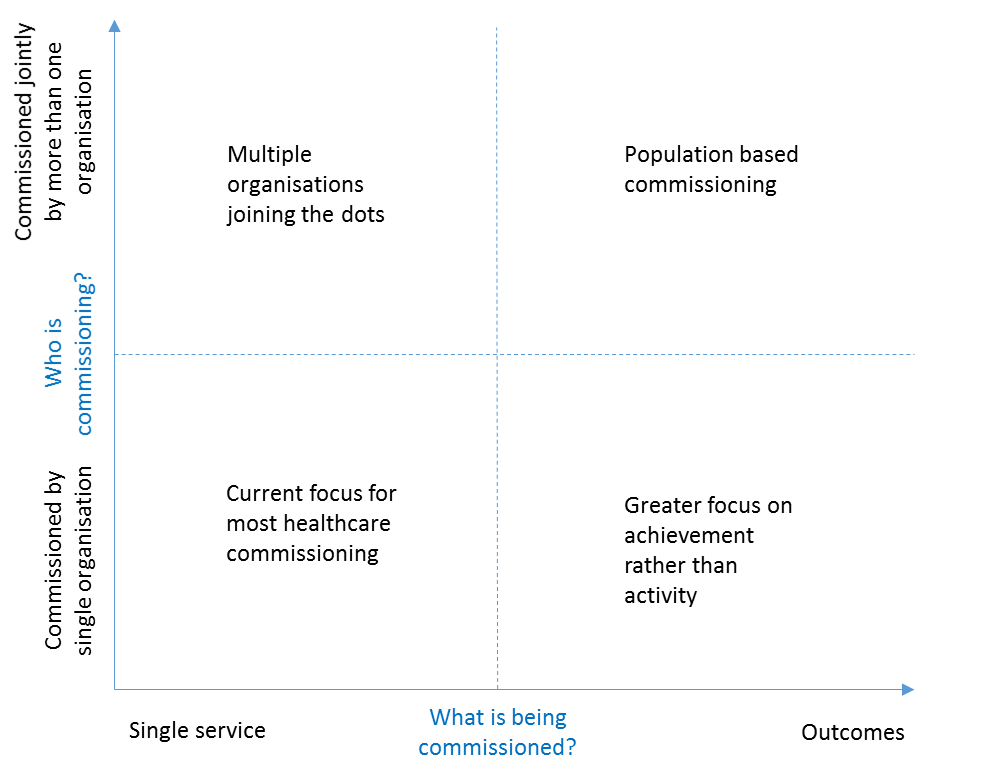 Commissioned jointly
by more than one
organisation
Multiple
organisations
joining the dots
Population based
commissioning
Who is
commissioning?
Commissioned by
single organisation
Current focus for
most healthcare
commissioning
Greater focus on
achievement
rather than
activity
Single service
What is being
commissioned?
Outcomes